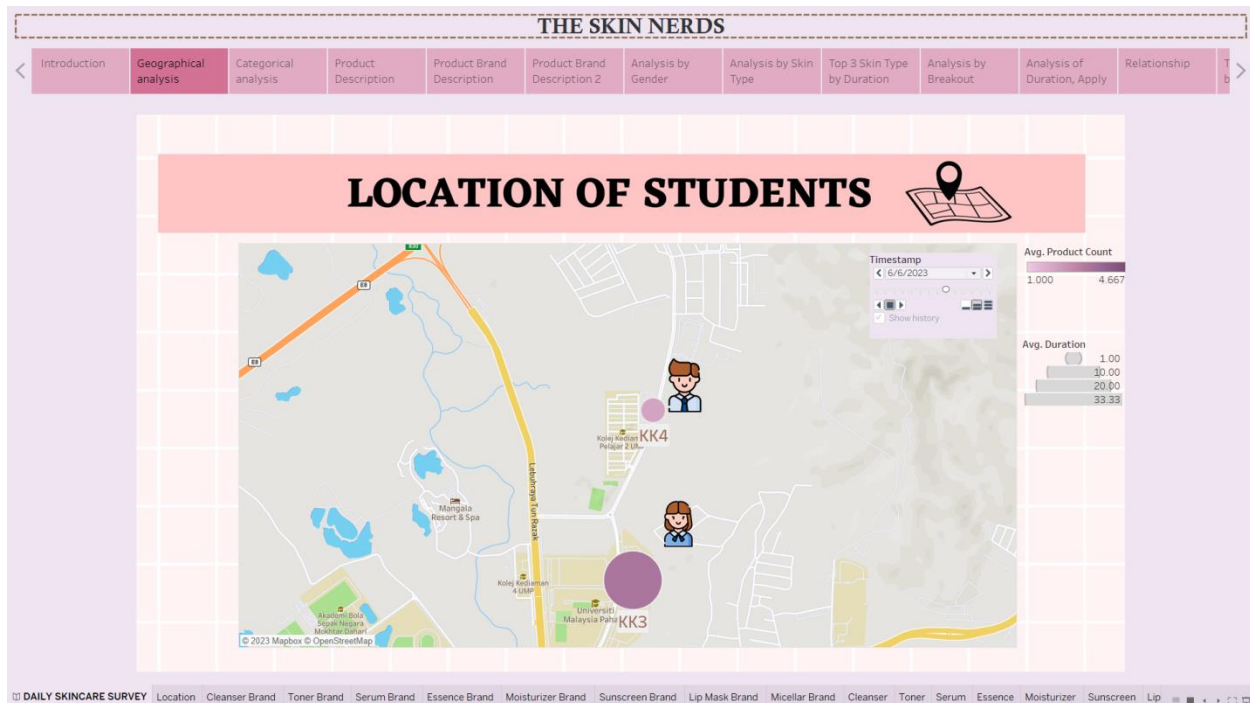 THE SKIN NERDS
Introduction
Geographical
analysis
Categorical
analysis
Product
Description
Product Brand
Description
Product Brand
Description 2
Analysis by
Gender
Analysis by Skin
Type
Top 3 Skin Type
by Duration
Analysis by
Breakout
Analysis of
Duration, Apply
Relationship
LOCATION OF STUDENTS
Timestamp
6/6/2023
Show history
Avg. Product Count
1.000 4.667
Avg. Duration
1.00
10.00
20.00
33.33
E8
E8
Kolej Kediaman
Pelajar 2 UM
KK4
Lebuhraya Tun Razak
Mangala
Resort & Spa
Kolej Kediaman
4 UMP
Universiti
Malaysia Paha
KK3
Akademi Bola
Sepak Negara
Mokhtar Dahari
© 2023 Mapbox © OpenStreetMap
DAILY SKINCARE SURVEY Location Cleanser Brand Toner Brand Serum Brand Essence Brand Moisturizer Brand Sunscreen Brand Lip Mask Brand Micellar Brand Cleanser Toner Serum Essence Moisturizer Sunscreen Lip